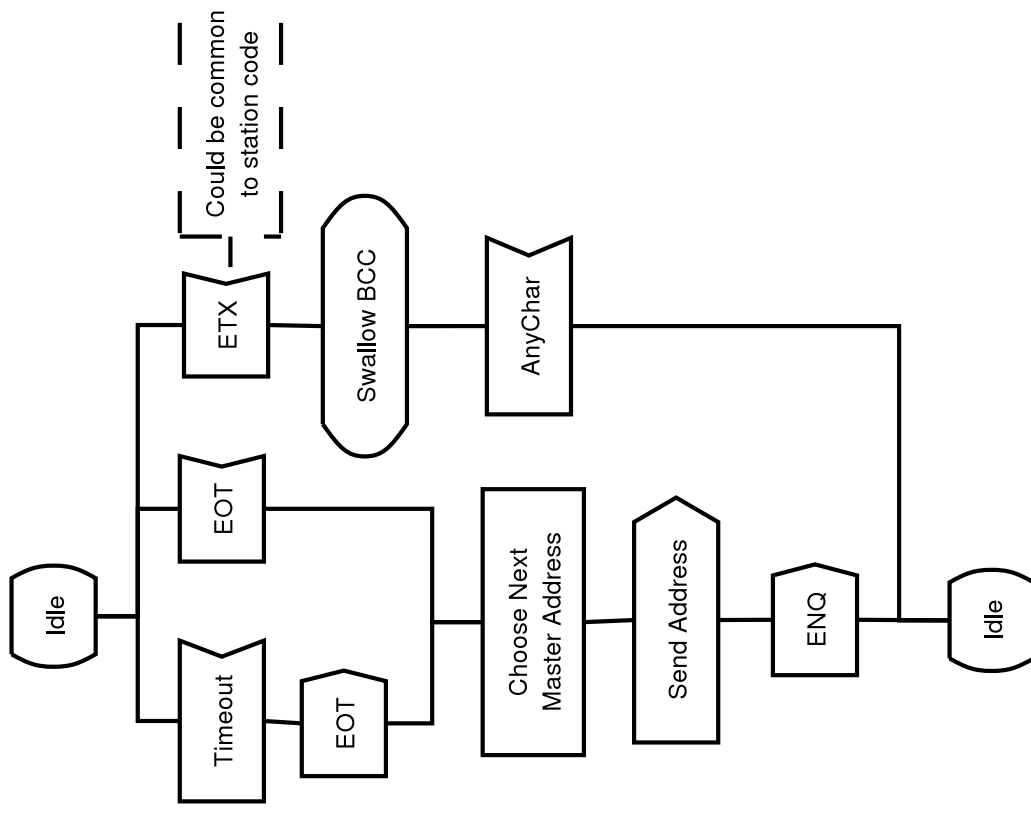 Idle
Timeout
EOT
EOT
ETX
Could be common
to station code
Swallow BCC
AnyChar
Choose Next
Master Address
Send Address
ENQ
Idle